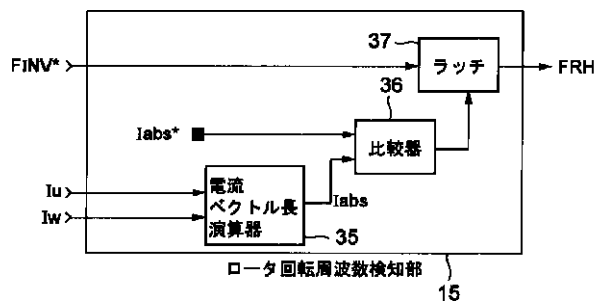 37
FINV*
ラッチ
FRH
36
Iabs*
比較器
Iu
Iw
電流
ベクトル長
演算器
Iabs
35
ロータ回転周波数検知部
15